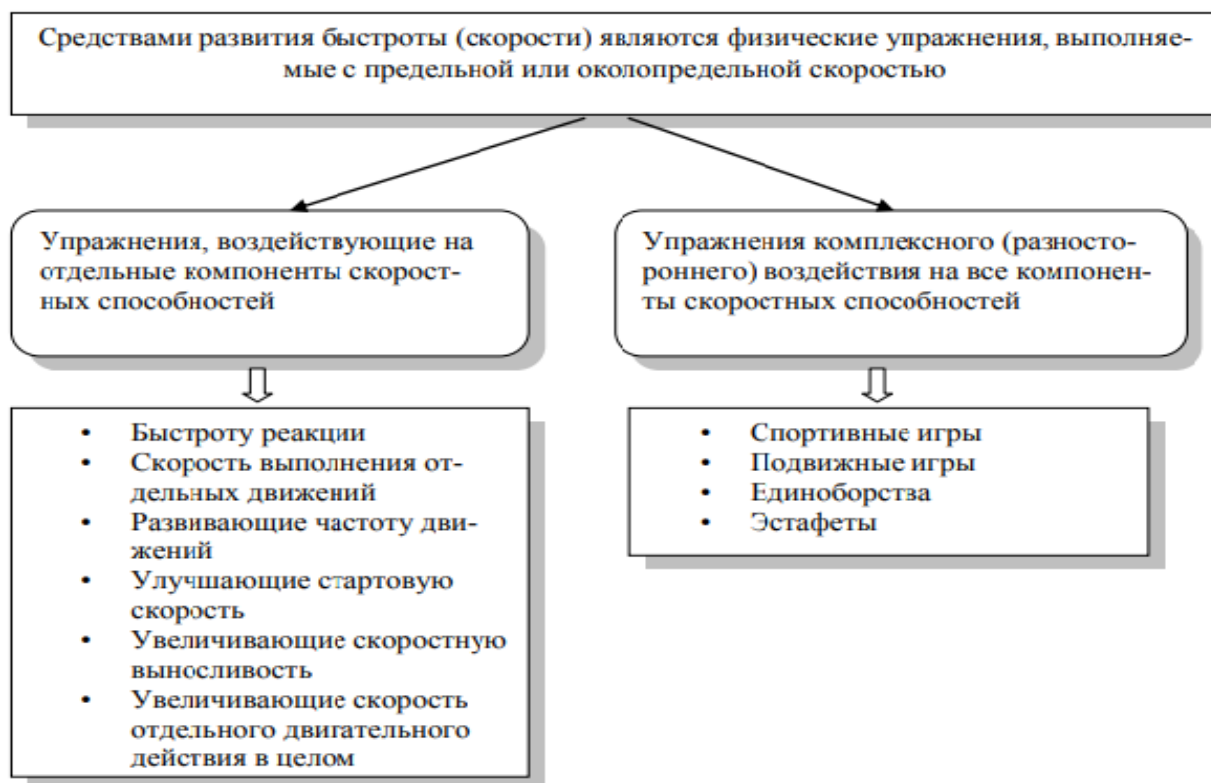 Средствами развития быстроты (скорости) являются физические упражнения, выполняе-
мые с предельной или околопредельной скоростью
Упражнения, воздействующие на
отдельные компоненты скорост-
ных способностей
Упражнения комплексного (разносто-
роннего) воздействия на все компонен-
ты скоростных способностей
• Быстроту реакции
• Скорость выполнения от-
дельных движений
• Развивающие частоту дви-
жений
• Улучшающие стартовую
скорость
• Увеличивающие скоростную
выносливость
• Увеличивающие скорость
отдельного двигательного
действия в целом
• Спортивные игры
• Подвижные игры
• Единоборства
• Эстафеты